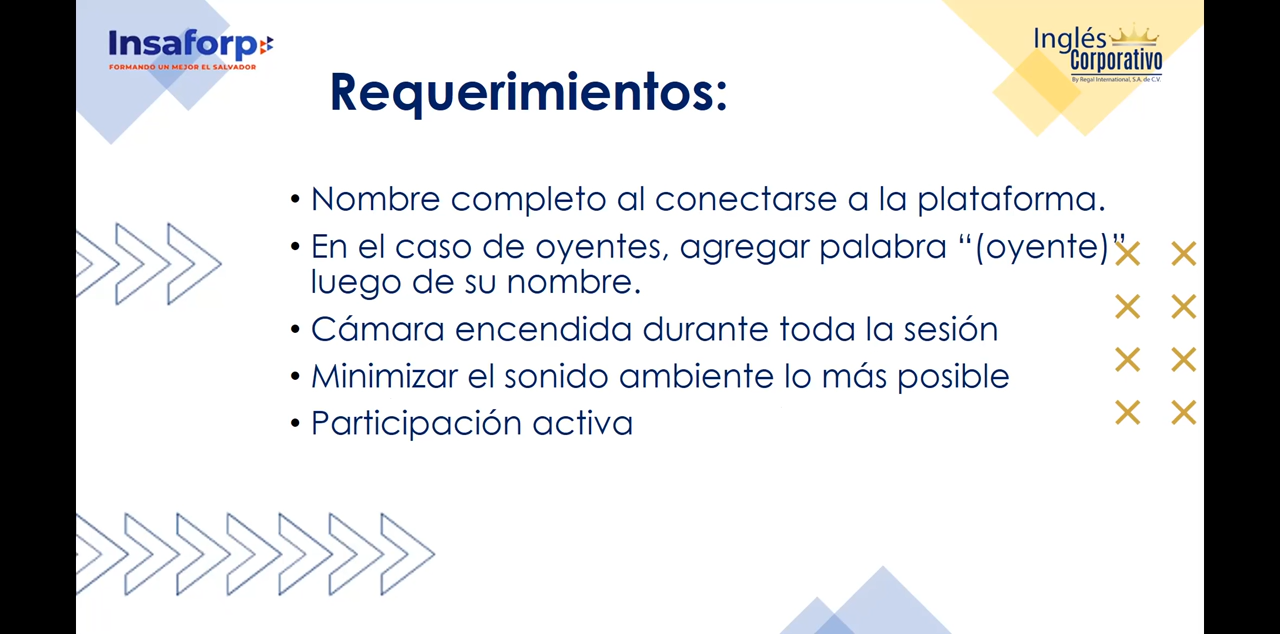 Insaforp
FORMANDO UN MEJOR EL SALVADOR
Inglés
Corporativo
By Regal International, S.A. de C.V.
Requerimientos:
• Nombre completo al conectarse a la plataforma.
• En el caso de oyentes, agregar palabra “(oyente)”
luego de su nombre.
• Cámara encendida durante toda la sesión
• Minimizar el sonido ambiente lo más posible
• Participación activa